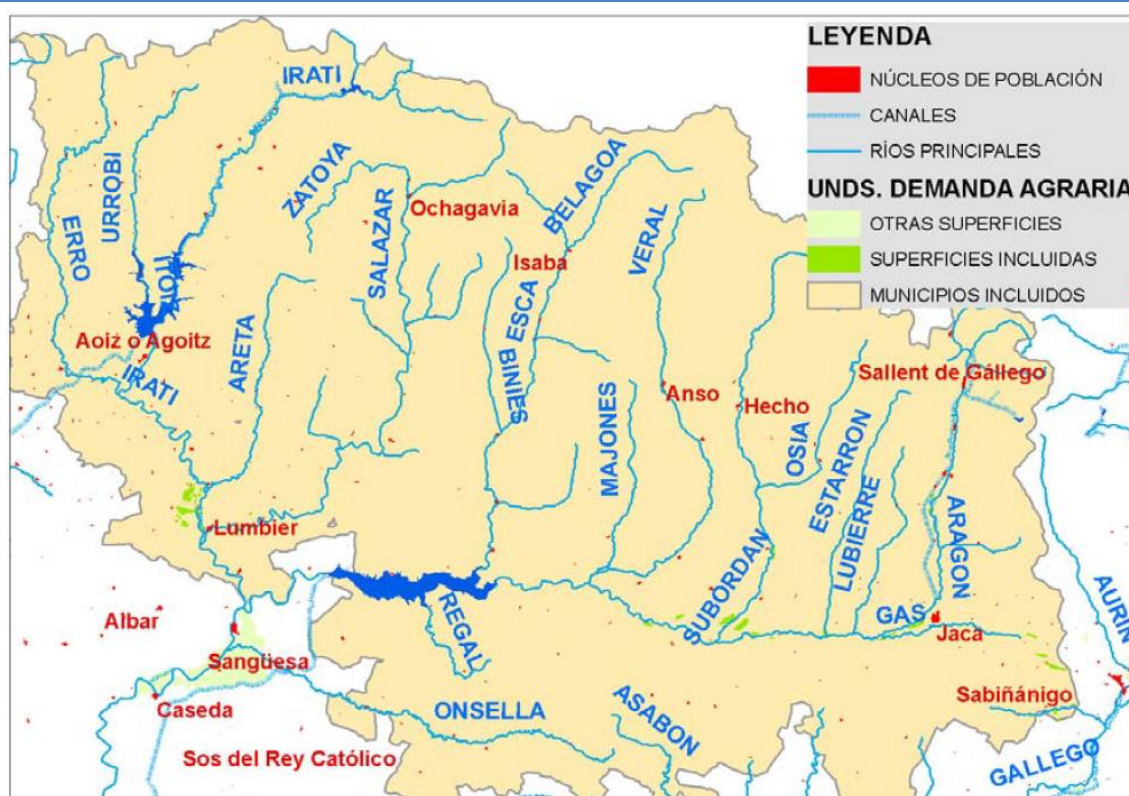 LEYENDA
NÚCLEOS DE POBLACIÓN
CANALES
RÍOS PRINCIPALES
UNDS. DEMANDA AGRARIA
OTRAS SUPERFICIES
SUPERFICIES INCLUIDAS
MUNICIPIOS INCLUIDOS
IRATI
URROBI
ERRO
ZATOYA
SALAZAR
Ochagavia
BELAGOA
Isaba
VERAL
ITOIZ
ESCA
BINIES
Aoiz o Agoitz
IRATI
ARETA
MAJONES
Anso
Hecho
OSIA
Sallent de Gállego
ESTARRON
LUBIERRE
ARAGON
Lumbier
SUBORDAN
GAS
Jaca
AURIN
REGAL
Albar
Sangüesa
Caseda
ONSELLA
ASABON
Sabiñánigo
Sos del Rey Católico
GALLEGO